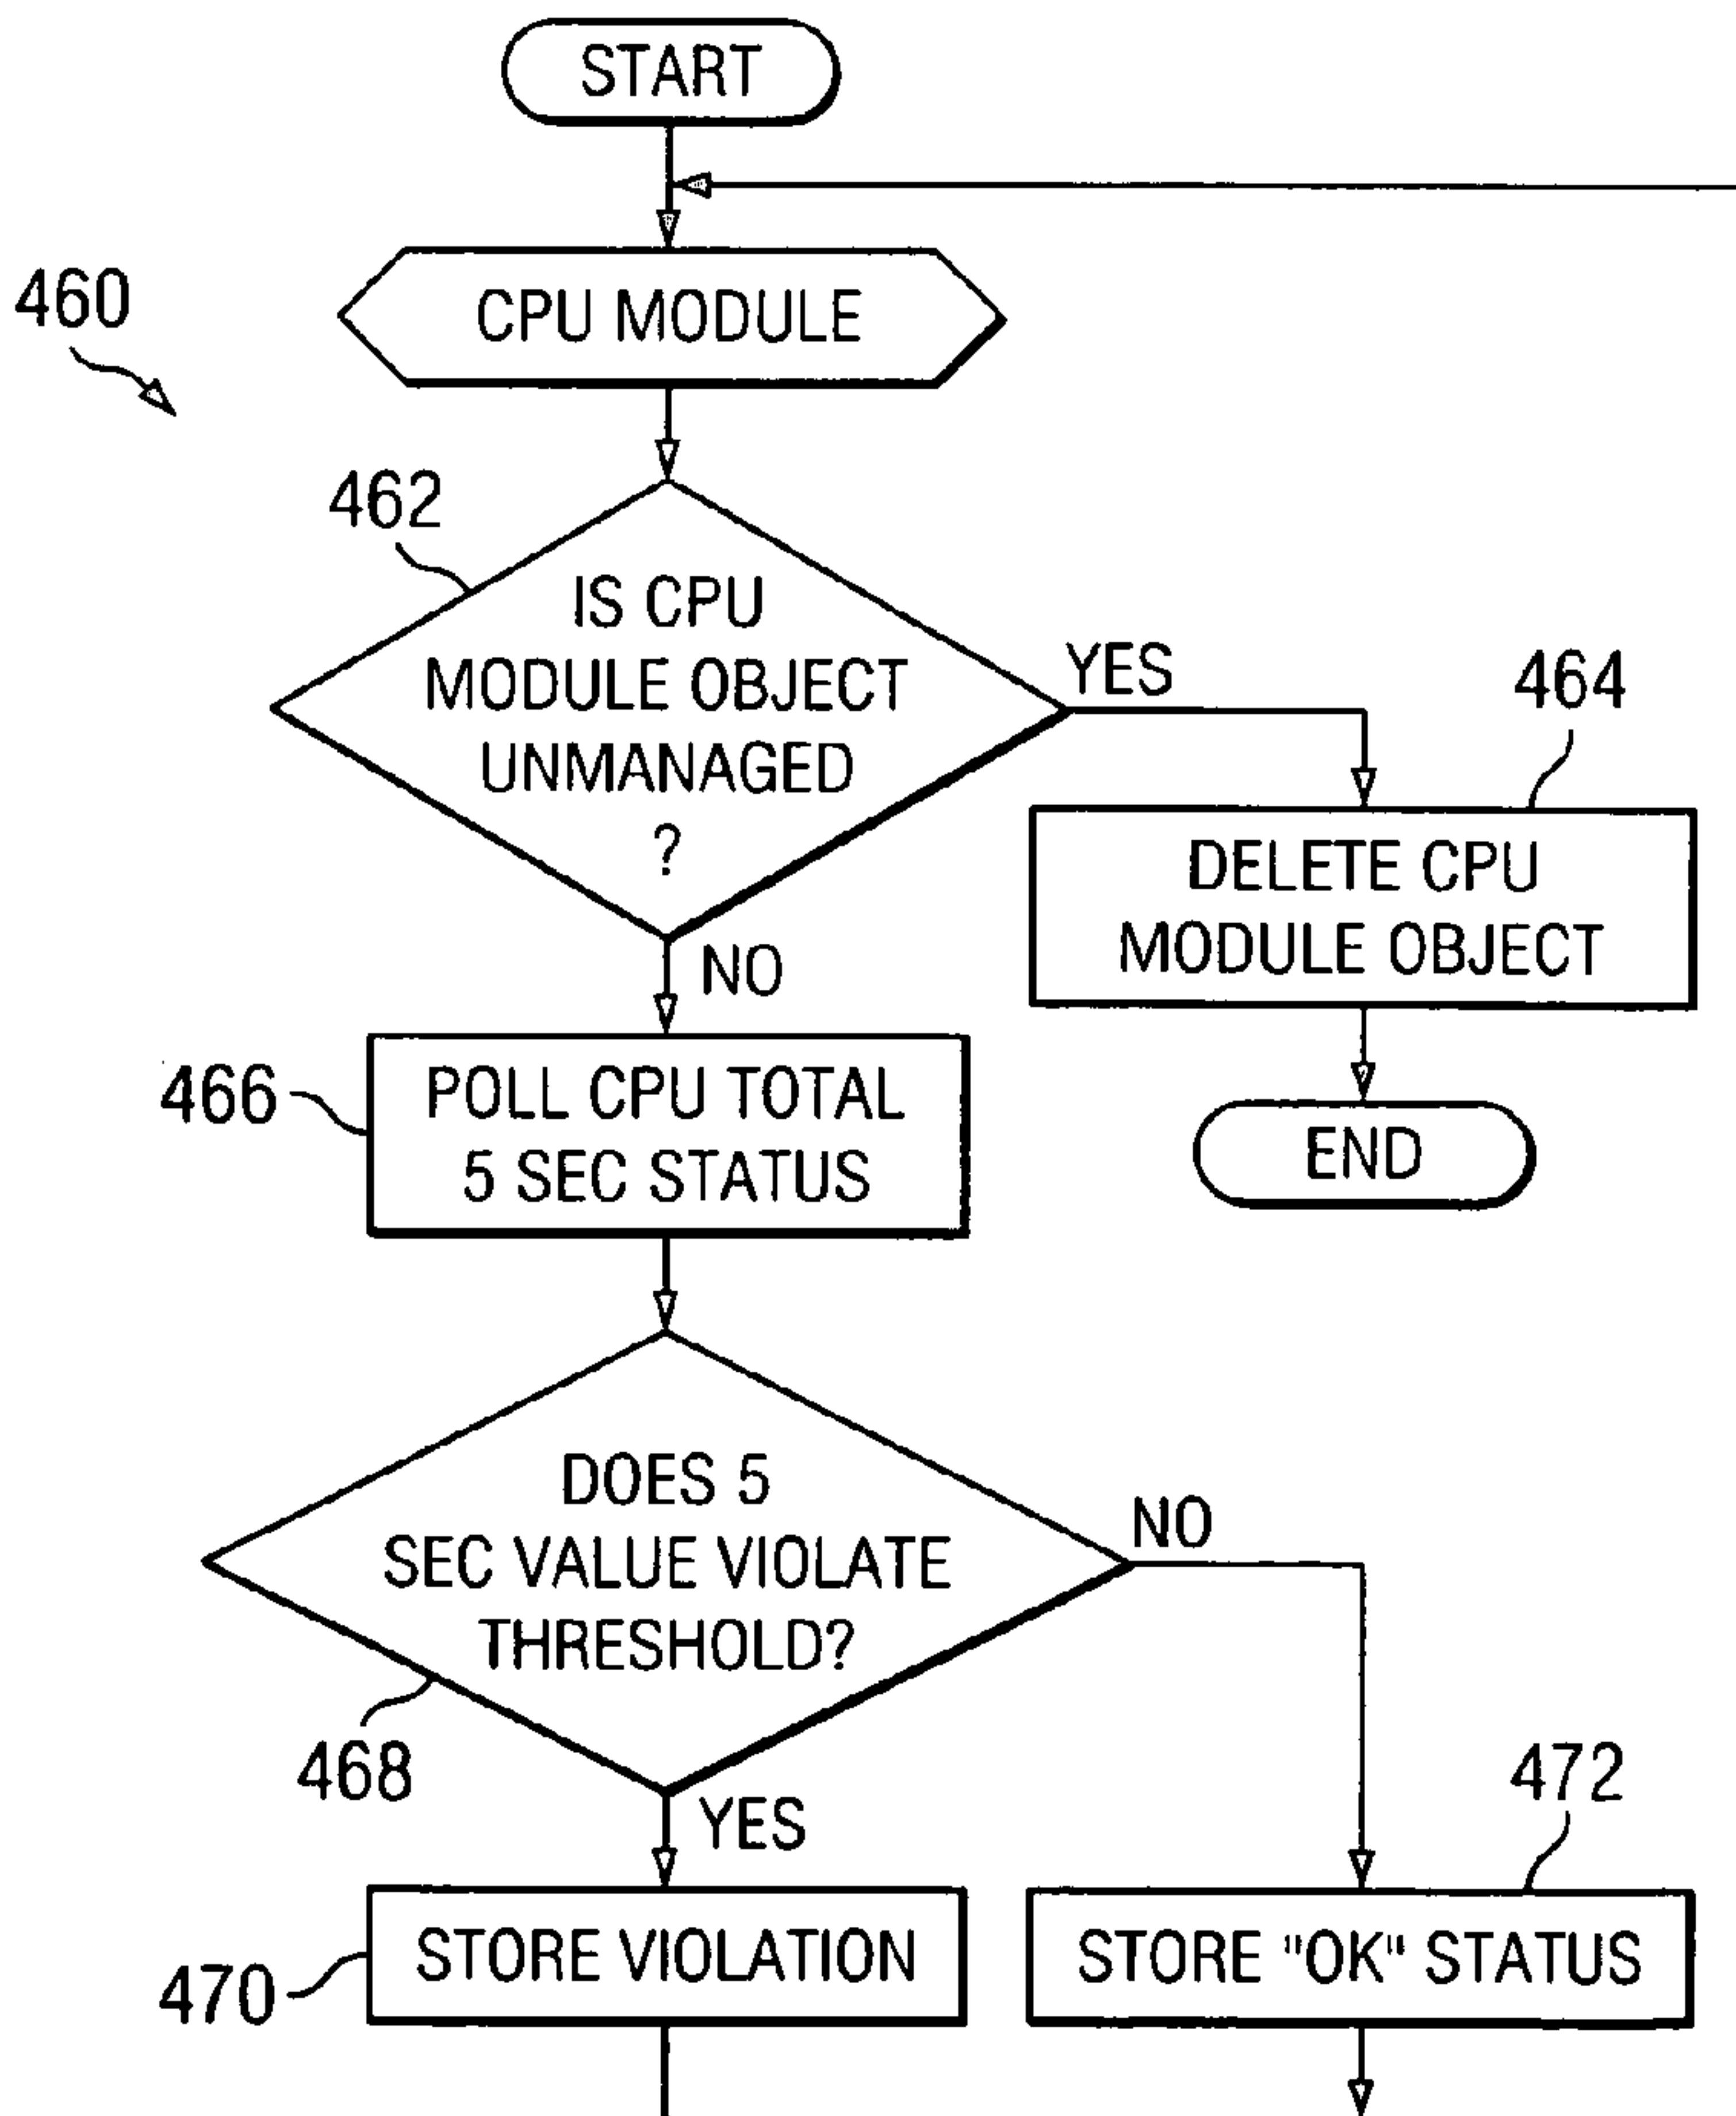 START
460
CPU MODULE
462
IS CPU
MODULE OBJECT
UNMANAGED
?
YES
464
DELETE CPU
MODULE OBJECT
NO
END
466
POLL CPU TOTAL
5 SEC STATUS
DOES 5
SEC VALUE VIOLATE
THRESHOLD?
NO
468
YES
472
470
STORE VIOLATION
STORE "OK" STATUS